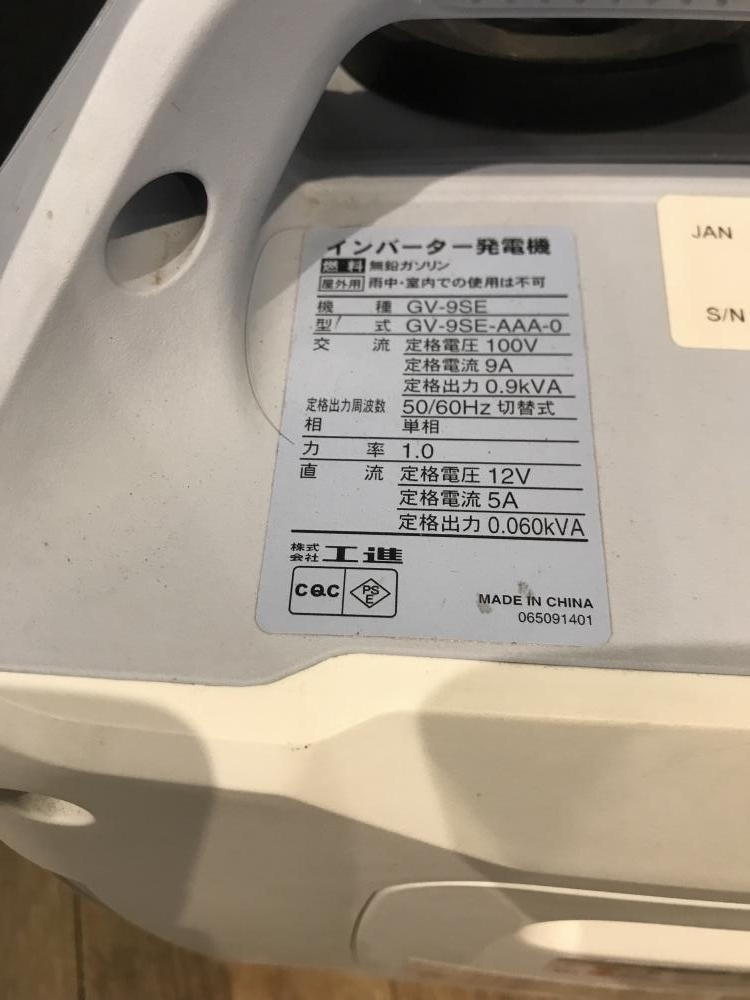 インバーター発電機
燃料 無鉛ガソリン
屋外用 雨中・室内での使用は不可
機種 GV-9SE
型式 GV-9SE-AAA-0
交流 定格電圧 100V
定格電流 9A
定格出力 0.9kVA
定格出力周波数 50/60Hz 切替式
相 単相
力率 1.0
直流 定格電圧 12V
定格電流 5A
定格出力 0.060kVA
株式会社 工進
CQC PSE
MADE IN CHINA
065091401
JAN
S/N